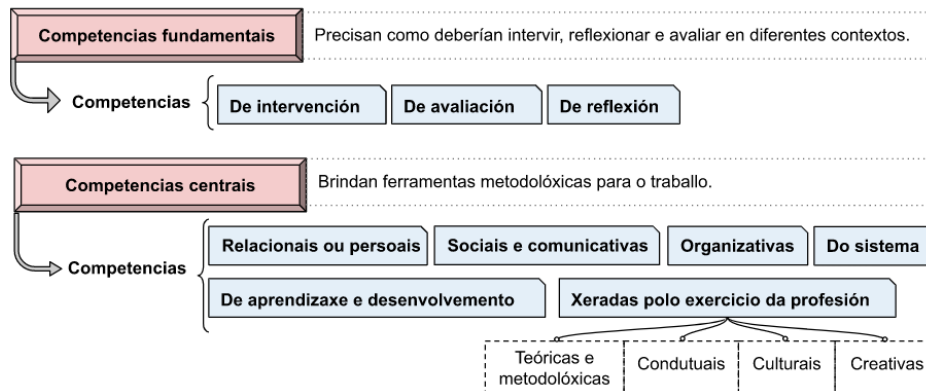 Competencias fundamentais
Precisan como deberían intervir, reflexionar e avaliar en diferentes contextos.
Competencias
De intervención
De avaliación
De reflexión
Competencias centrais
Brindan ferramentas metodolóxicas para o traballo.
Competencias
Relacionais ou persoais
Sociais e comunicativas
Organizativas
Do sistema
De aprendizaxe e desenvolvemento
Xeradas polo exercicio da profesión
Teóricas e
metodolóxicas
Condutuais
Culturais
Creativas